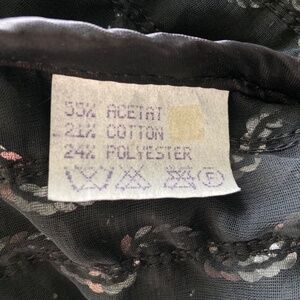 55% ACETAT
21% COTTON
24% POLYESTER